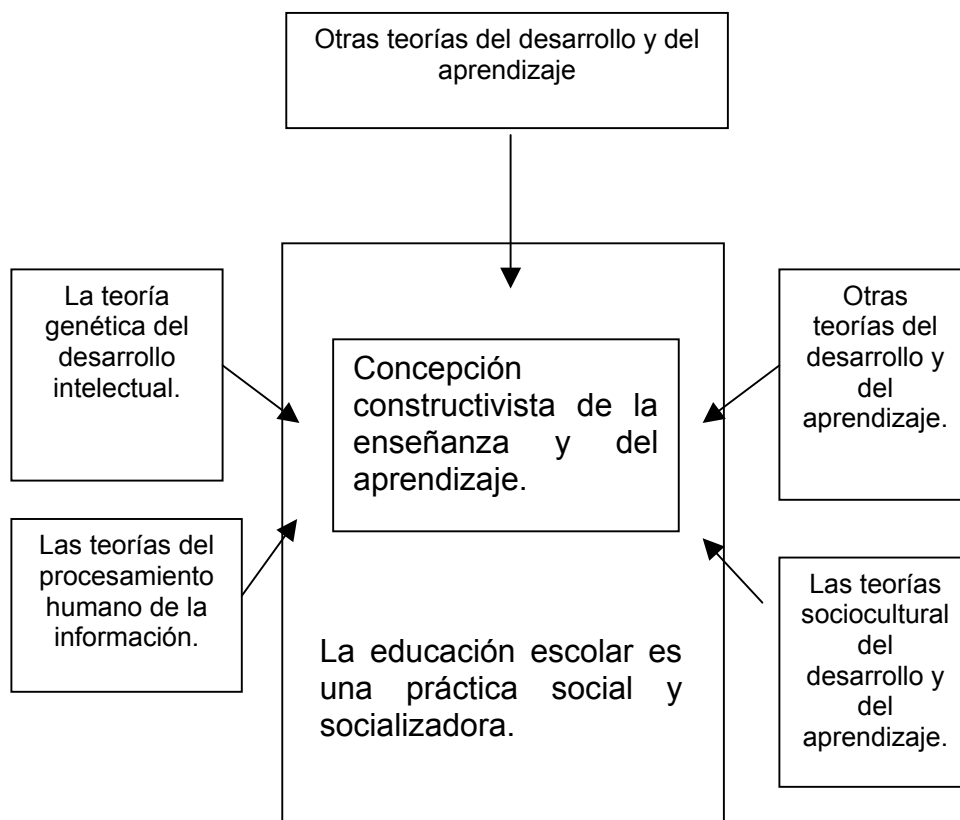 Otras teorías del desarrollo y del
aprendizaje
La teoría
genética del
desarrollo
intelectual.
Las teorías del
procesamiento
humano de la
información.
Concepción
constructivista de la
enseñanza y del
aprendizaje.
La educación escolar es
una práctica social y
socializadora.
Otras
teorías del
desarrollo y
del
aprendizaje.
Las teorías
sociocultural
del
desarrollo y
del
aprendizaje.